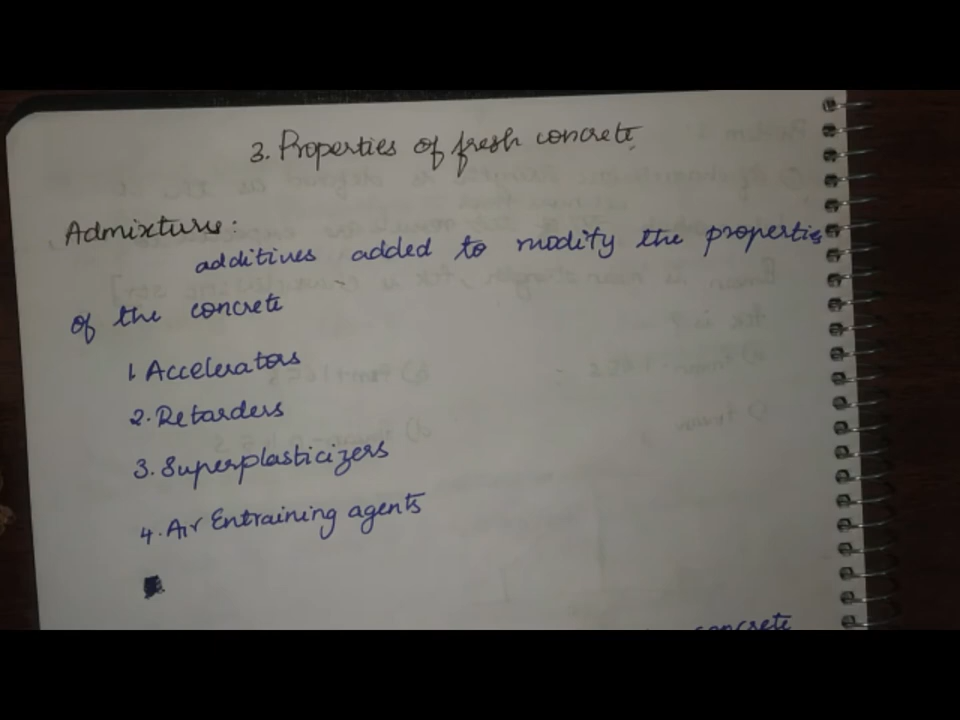 3. Properties of fresh concrete.
Admixtures:
additives added to modify the properties
of the concrete
1 Accelerators
2. Retarders
3. Superplasticizers
4. Air Entraining agents
concrete